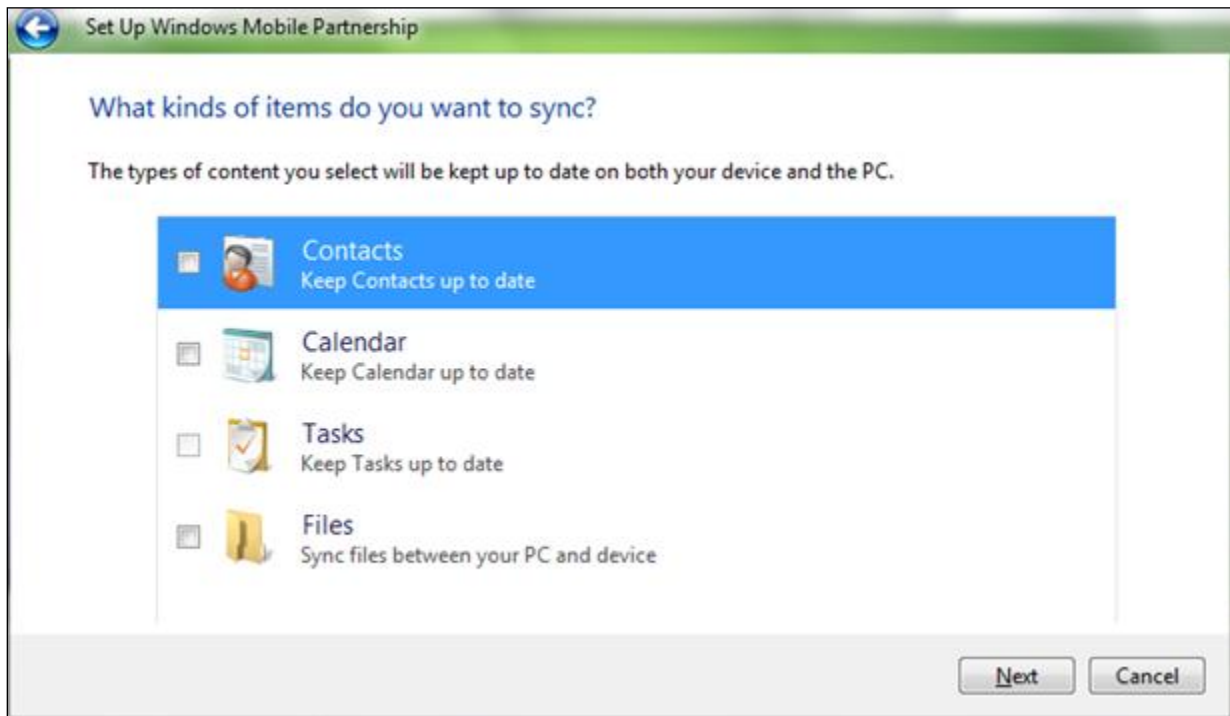 Set Up Windows Mobile Partnership
What kinds of items do you want to sync?
The types of content you select will be kept up to date on both your device and the PC.
Contacts
Keep Contacts up to date
Calendar
Keep Calendar up to date
Tasks
Keep Tasks up to date
Files
Sync files between your PC and device
Next Cancel